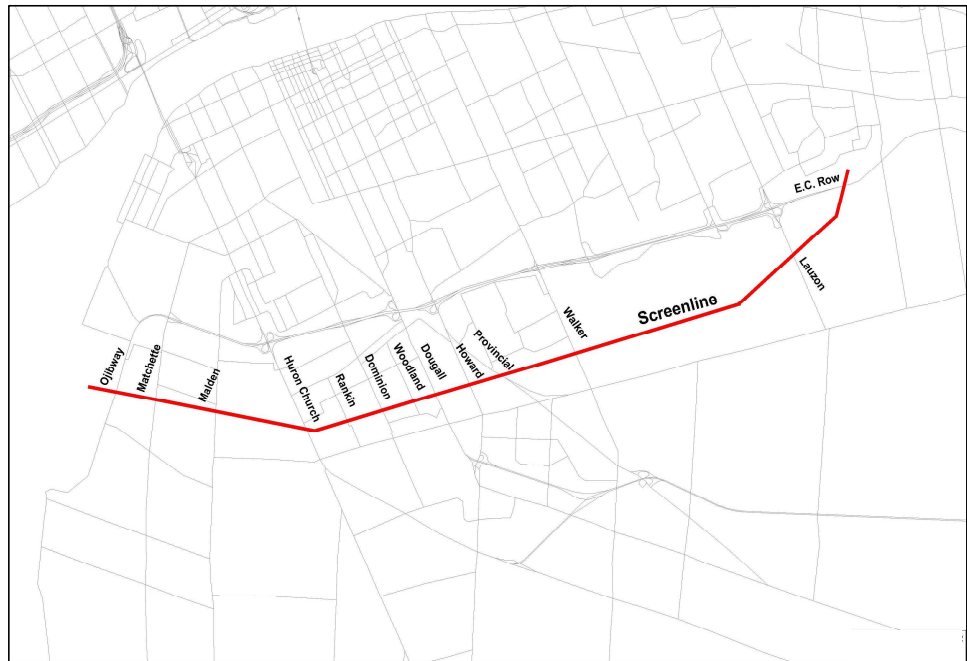 Ojibway
Matchette
Malden
Huron Church
Rankin
Dominion
Woodland
Dougall
Howard
Provincial
Walker
Screenline
Lauzon
E.C. Row